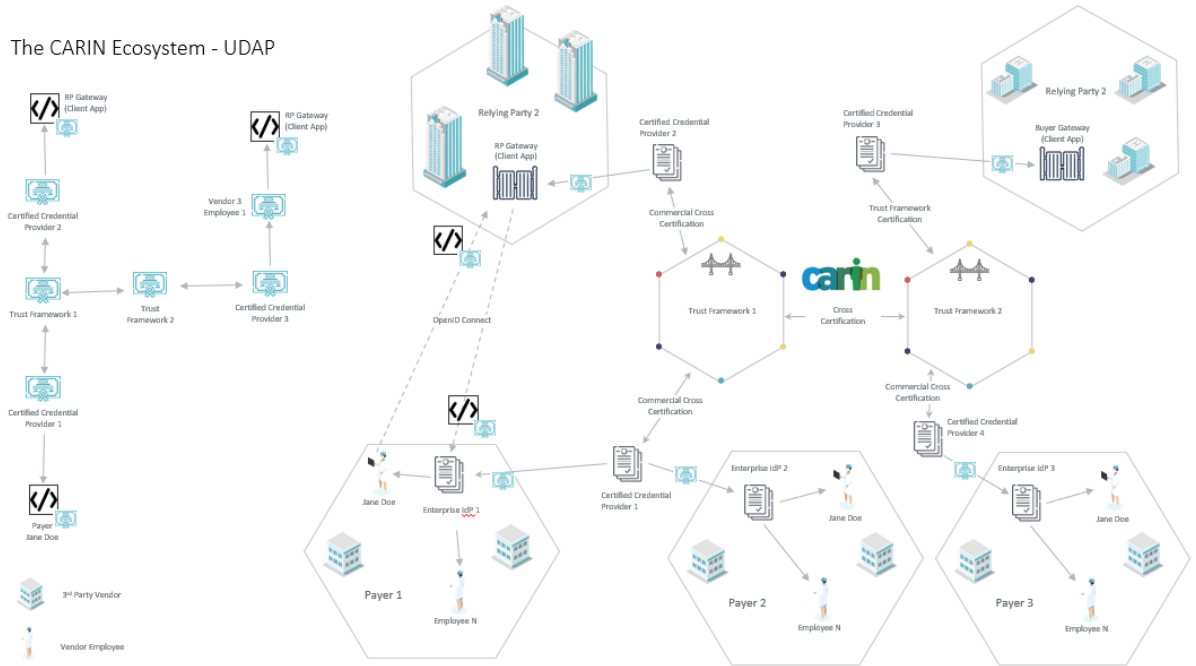 The CARIN Ecosystem - UDAP
RP Gateway
(Client App)
RP Gateway
(Client App)
Certified Credential
Provider 2
Vendor 3
Employee 1
Trust Framework 1
Trust
Framework 2
Certified Credential
Provider 3
Certified Credential
Provider 1
Payer
Jane Doe
3rd Party Vendor
Vendor Employee
Relying Party 2
RP Gateway
(Client App)
Certified Credential
Provider 2
Commercial Cross
Certification
OpenID Connect
Trust Framework 1
carin
Cross
Certification
Certified Credential
Provider 3
Trust Framework
Certification
Relying Party 2
Buyer Gateway
(Client App)
Trust Framework 2
Commercial Cross
Certification
Commercial Cross
Certification
Certified Credential
Provider 4
Certified Credential
Provider 1
Jane Doe
Enterprise IdP 1
Payer 1
Employee N
Enterprise IdP 2
Jane Doe
Payer 2
Employee N
Enterprise IdP 3
Jane Doe
Payer 3
Employee N